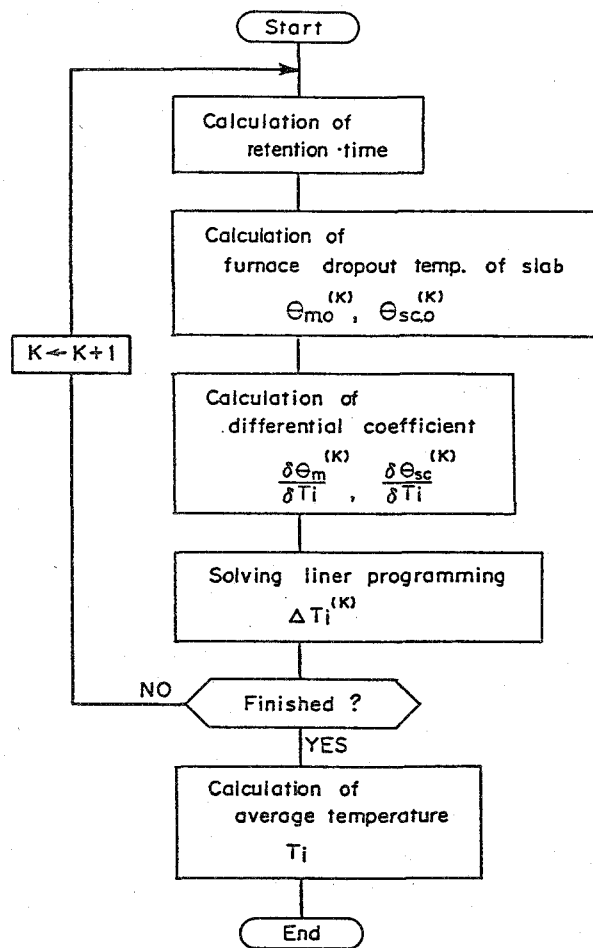 Start
Calculation of
retention time
Calculation of
furnace dropout temp. of slab
Θm.o^(K), Θsc.o^(K)
K←K+1
Calculation of
differential coefficient
δΘm^(K)/δTi, δΘsc^(K)/δTi
Solving liner programming
ΔTi^(K)
NO
Finished ?
YES
Calculation of
average temperature
Ti
End